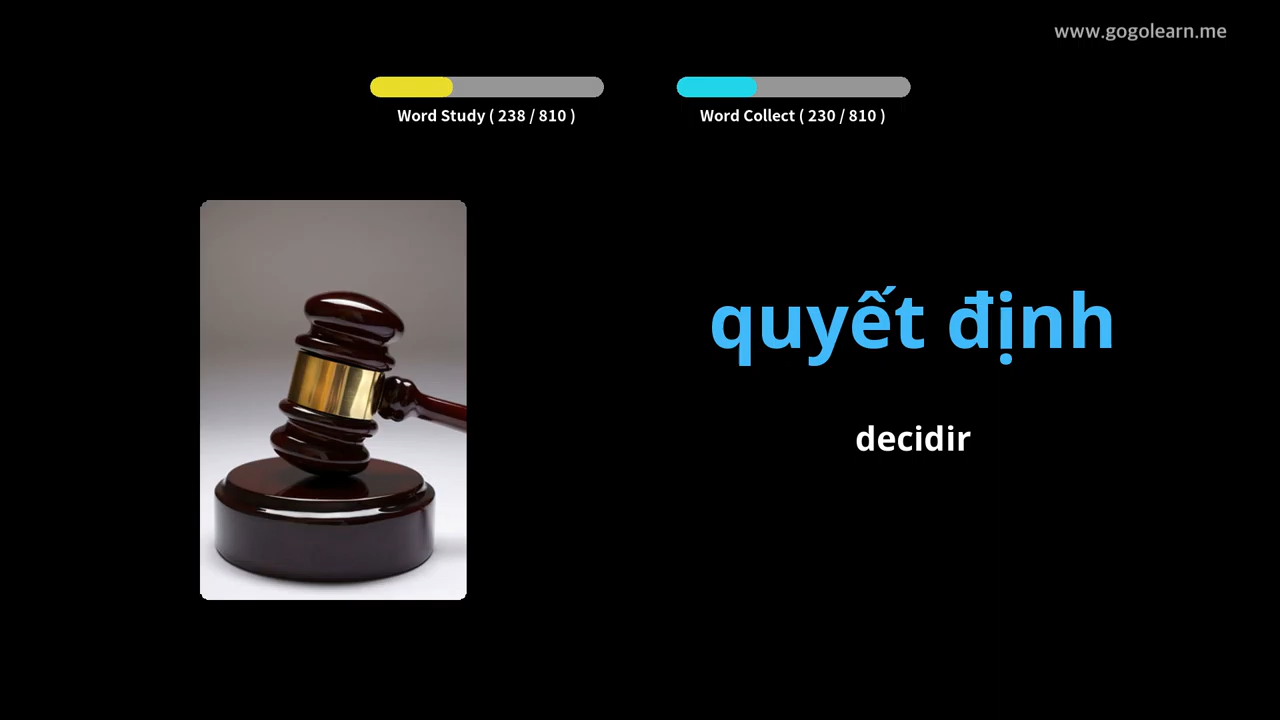 www.gogolearn.me
Word Study ( 238 / 810 )
Word Collect ( 230 / 810 )
quyết định
decidir